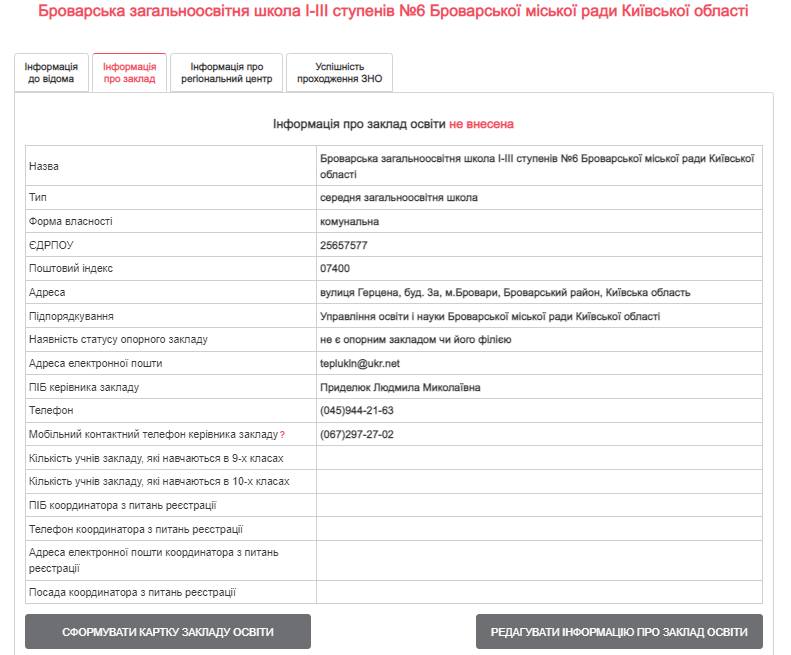 Броварська загальноосвітня школа І-ІІІ ступенів №6 Броварської міської ради Київської області
Інформація
до відома
Інформація
про заклад
Інформація про
регіональний центр
Успішність
проходження ЗНО
Інформація про заклад освіти не внесена
Назва
Броварська загальноосвітня школа І-ІІІ ступенів №6 Броварської міської ради Київської
області
Тип
середня загальноосвітня школа
Форма власності
комунальна
ЄДРПОУ
25657577
Поштовий індекс
07400
Адреса
вулиця Герцена, буд. 3а, м.Бровари, Броварський район, Київська область
Підпорядкування
Управління освіти і науки Броварської міської ради Київської області
Наявність статусу опорного закладу
не є опорним закладом чи його філією
Адреса електронної пошти
teplukln@ukr.net
ПІБ керівника закладу
Приделюк Людмила Миколаївна
Телефон
(045)944-21-63
Мобільний контактний телефон керівника закладу ?
(067)297-27-02
Кількість учнів закладу, які навчаються в 9-х класах
Кількість учнів закладу, які навчаються в 10-х класах
ПІБ координатора з питань реєстрації
Телефон координатора з питань реєстрації
Адреса електронної пошти координатора з питань
реєстрації
Посада координатора з питань реєстрації
СФОРМУВАТИ КАРТКУ ЗАКЛАДУ ОСВІТИ
РЕДАГУВАТИ ІНФОРМАЦІЮ ПРО ЗАКЛАД ОСВІТИ